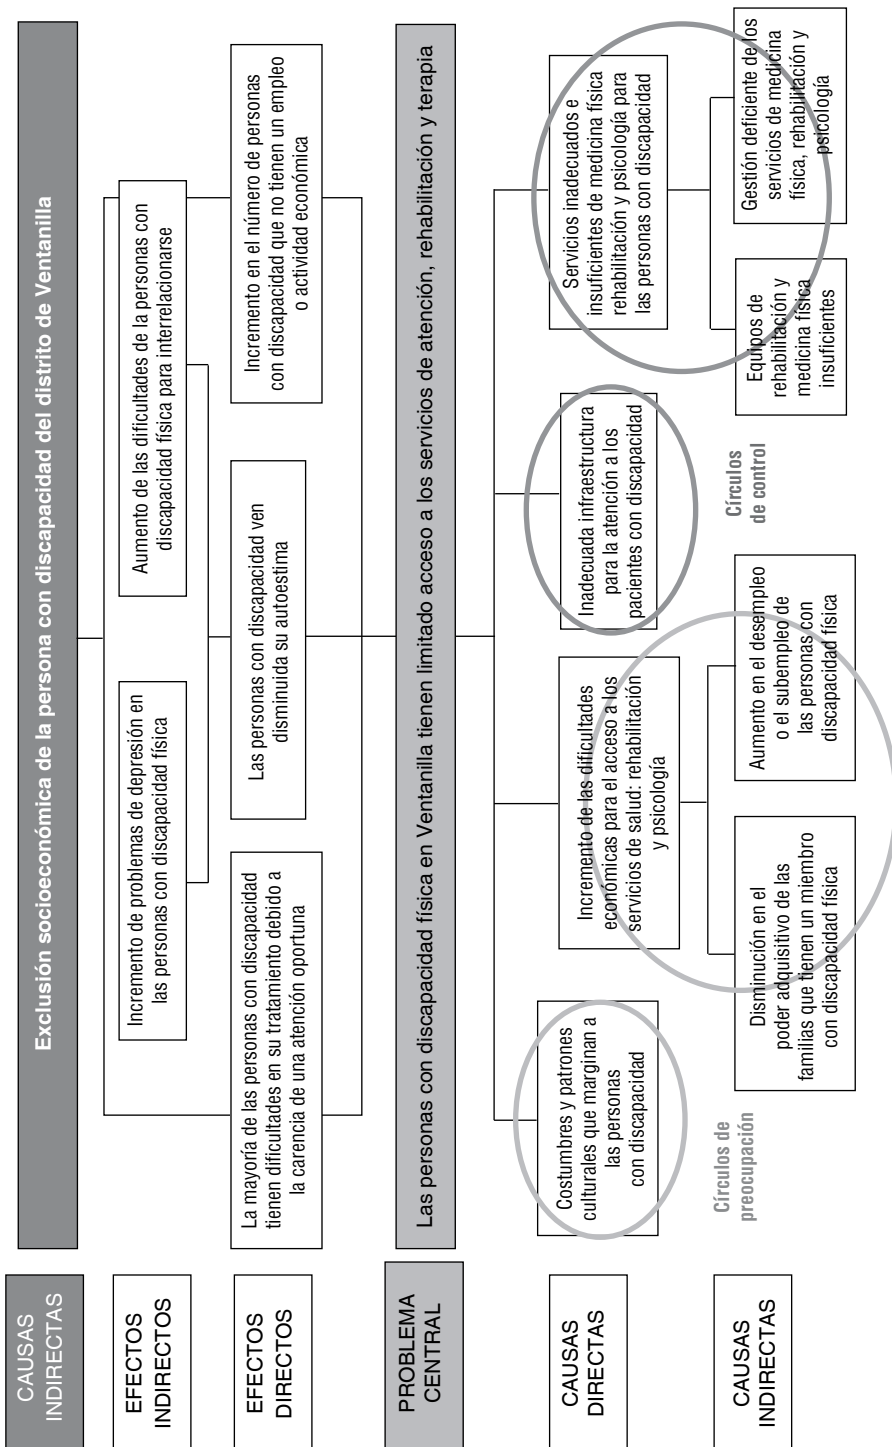 CAUSAS
INDIRECTAS
Exclusión socioeconómica de la persona con discapacidad del distrito de Ventanilla
EFECTOS
INDIRECTOS
Incremento de problemas de depresión en
las personas con discapacidad física
Aumento de las dificultades de la personas con
discapacidad física para interrelacionarse
EFECTOS
DIRECTOS
La mayoría de las personas con discapacidad
tienen dificultades en su tratamiento debido a
la carencia de una atención oportuna
Las personas con discapacidad ven
disminuida su autoestima
Incremento en el número de personas
con discapacidad que no tienen un empleo
o actividad económica
PROBLEMA
CENTRAL
Las personas con discapacidad física en Ventanilla tienen limitado acceso a los servicios de atención, rehabilitación y terapia
CAUSAS
DIRECTAS
Costumbres y patrones
culturales que marginan a
las personas
con discapacidad
Incremento de las dificultades
económicas para el acceso a los
servicios de salud: rehabilitación
y psicología
Inadecuada infraestructura
para la atención a los
pacientes con discapacidad
Servicios inadecuados e
insuficientes de medicina física
rehabilitación y psicología para
las personas con discapacidad
CAUSAS
INDIRECTAS
Círculos de
preocupación
Disminución en el
poder adquisitivo de las
familias que tienen un miembro
con discapacidad física
Aumento en el desempleo
o el subempleo de
las personas con
discapacidad física
Círculos
de control
Equipos de
rehabilitación y
medicina física
insuficientes
Gestión deficiente de los
servicios de medicina
física, rehabilitación y
psicología